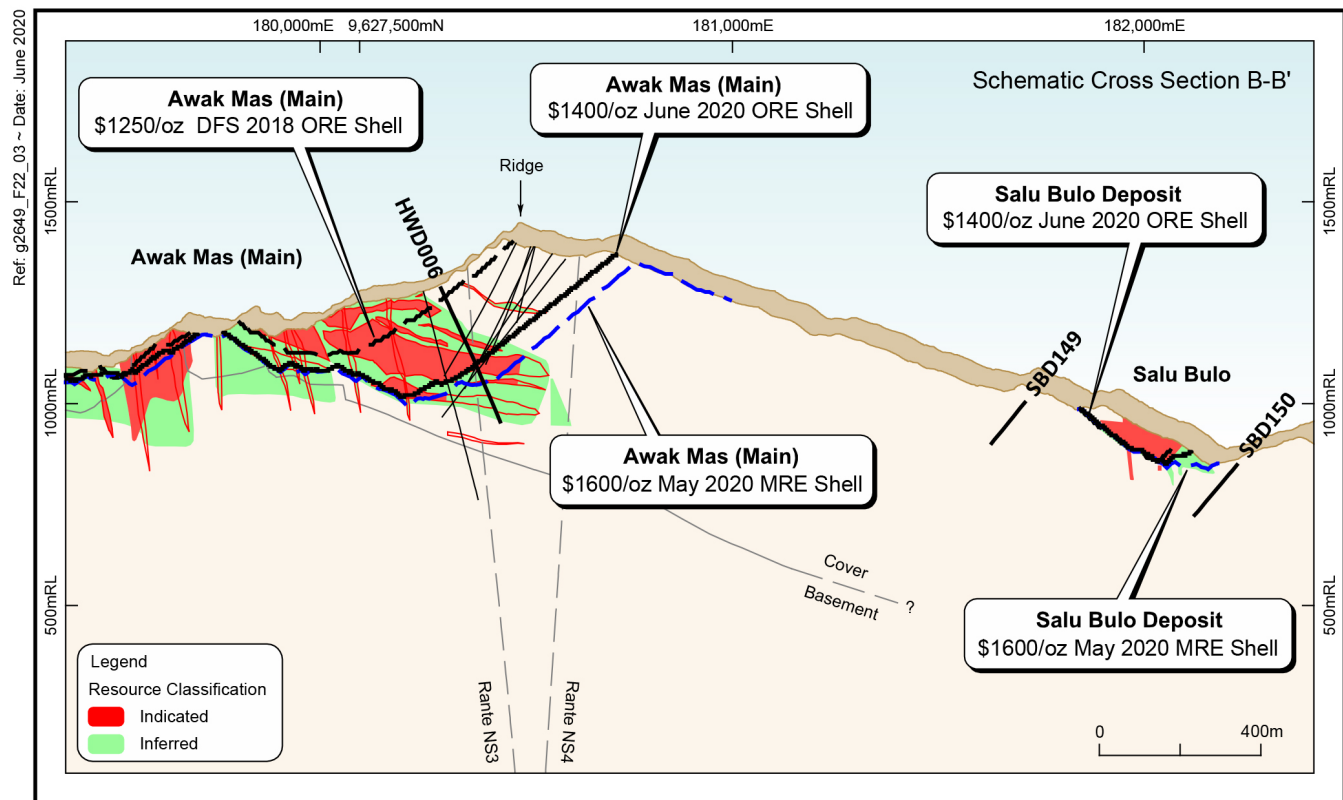 Ref: g2649_F22_03 ~ Date: June 2020
180,000mE
9,627,500mN
181,000mE
182,000mE
Schematic Cross Section B-B'
Awak Mas (Main)
$1250/oz DFS 2018 ORE Shell
Awak Mas (Main)
$1400/oz June 2020 ORE Shell
Ridge
Salu Bulo Deposit
$1400/oz June 2020 ORE Shell
1500mRL
1500mRL
HWD006
Awak Mas (Main)
SBD149
Salu Bulo
SBD150
1000mRL
1000mRL
Awak Mas (Main)
$1600/oz May 2020 MRE Shell
Cover
Basement
?
500mRL
500mRL
Salu Bulo Deposit
$1600/oz May 2020 MRE Shell
Rante NS3
Rante NS4
Legend
Resource Classification
Indicated
Inferred
0
400m